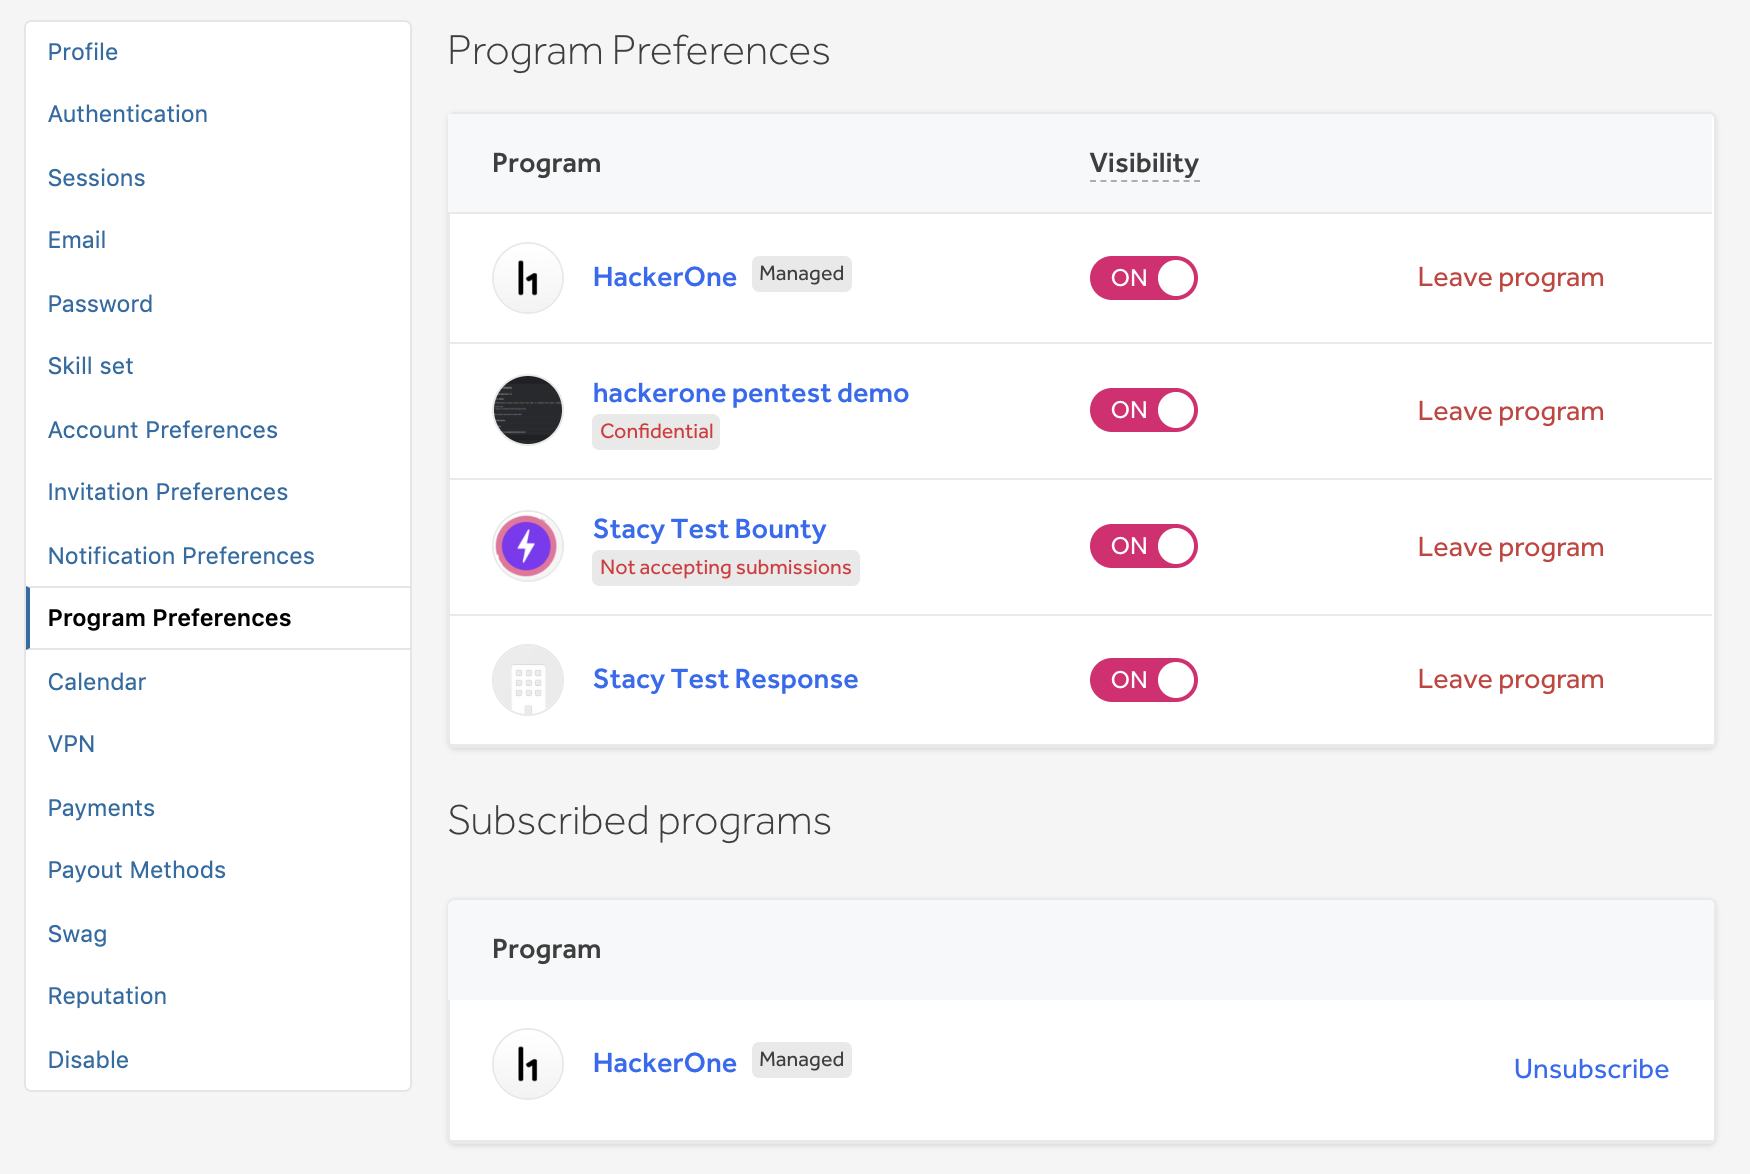 Profile
Authentication
Sessions
Email
Password
Skill set
Account Preferences
Invitation Preferences
Notification Preferences
Program Preferences
Calendar
VPN
Payments
Payout Methods
Swag
Reputation
Disable
Program Preferences
Program Visibility
HackerOne Managed ON Leave program
hackerone pentest demo
Confidential
ON Leave program
Stacy Test Bounty
Not accepting submissions
ON Leave program
Stacy Test Response ON Leave program
Subscribed programs
Program
HackerOne Managed Unsubscribe